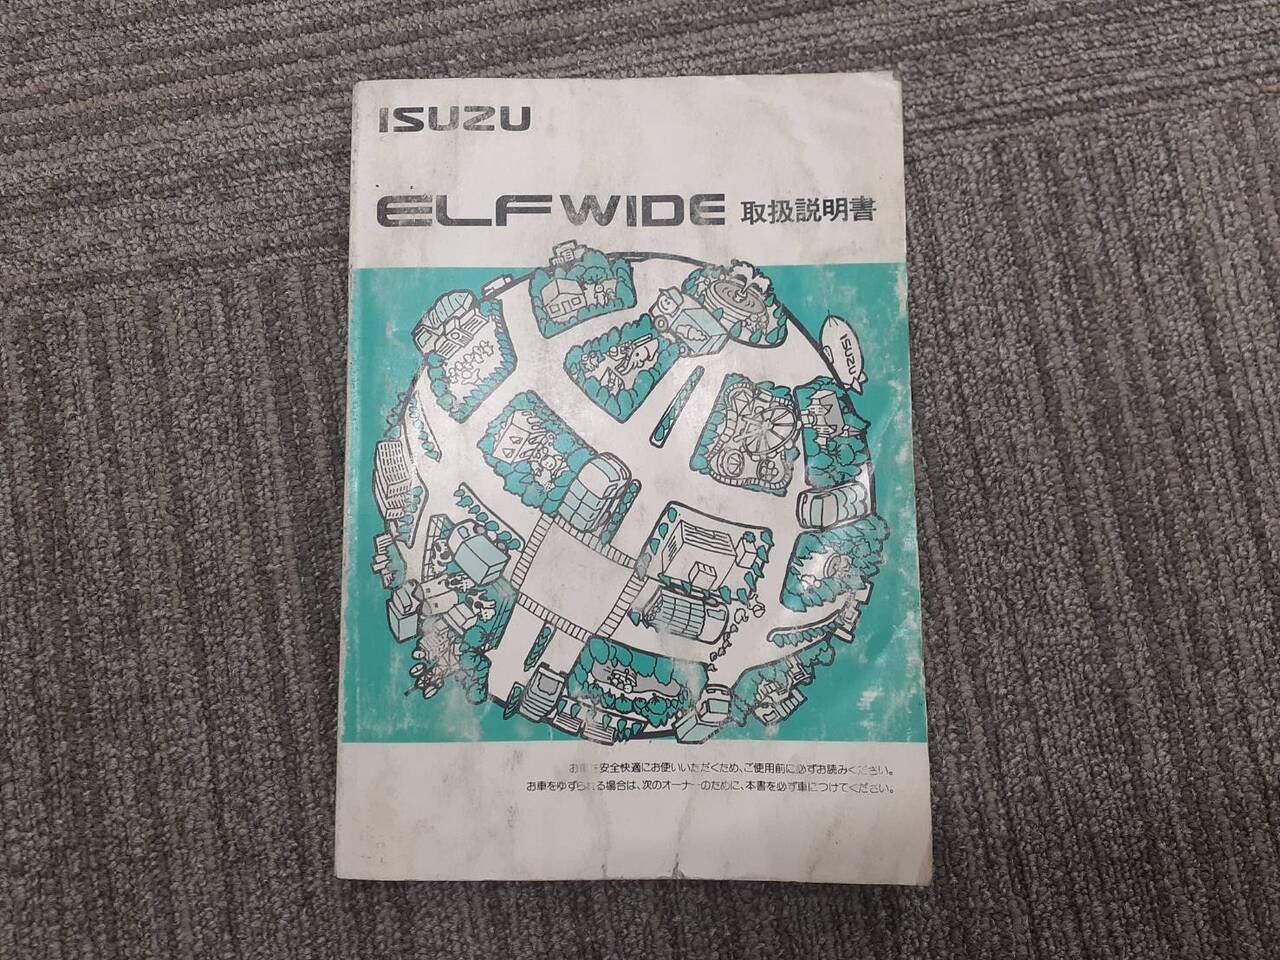 ISUZU
ELF WIDE 取扱説明書
ISUZU
お車を安全快適にお使いいただくため、ご使用前に必ずお読みください。
お車をゆずられる場合は、次のオーナーのために、本書を必ず車につけてください。